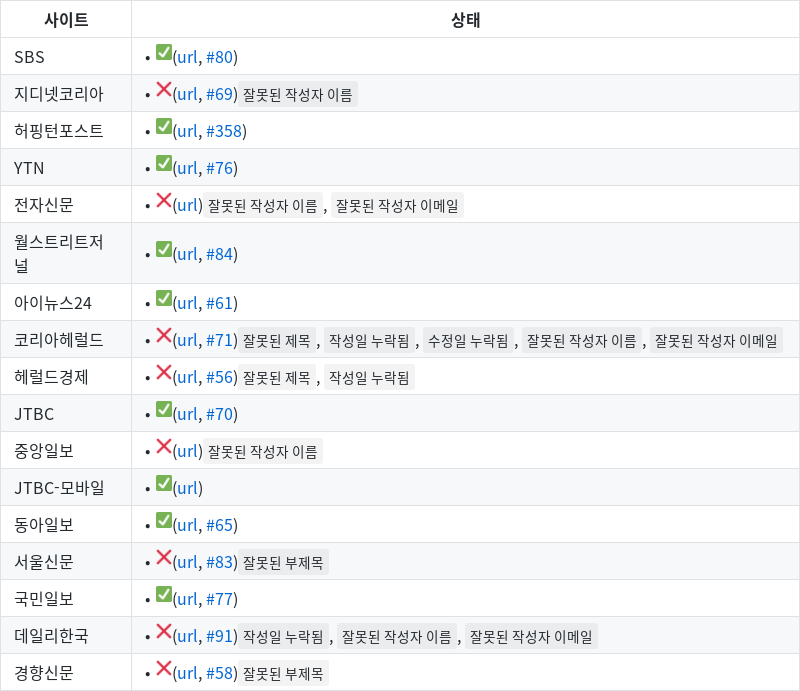 사이트 상태
SBS • ✅(url, #80)
지디넷코리아 • ❌(url, #69) 잘못된 작성자 이름
허핑턴포스트 • ✅(url, #358)
YTN • ✅(url, #76)
전자신문 • ❌(url) 잘못된 작성자 이름 , 잘못된 작성자 이메일
월스트리트저
널 • ✅(url, #84)
아이뉴스24 • ✅(url, #61)
코리아헤럴드 • ❌(url, #71) 잘못된 제목 , 작성일 누락됨 , 수정일 누락됨 , 잘못된 작성자 이름 , 잘못된 작성자 이메일
헤럴드경제 • ❌(url, #56) 잘못된 제목 , 작성일 누락됨
JTBC • ✅(url, #70)
중앙일보 • ❌(url) 잘못된 작성자 이름
JTBC-모바일 • ✅(url)
동아일보 • ✅(url, #65)
서울신문 • ❌(url, #83) 잘못된 부제목
국민일보 • ✅(url, #77)
데일리한국 • ❌(url, #91) 작성일 누락됨 , 잘못된 작성자 이름 , 잘못된 작성자 이메일
경향신문 • ❌(url, #58) 잘못된 부제목